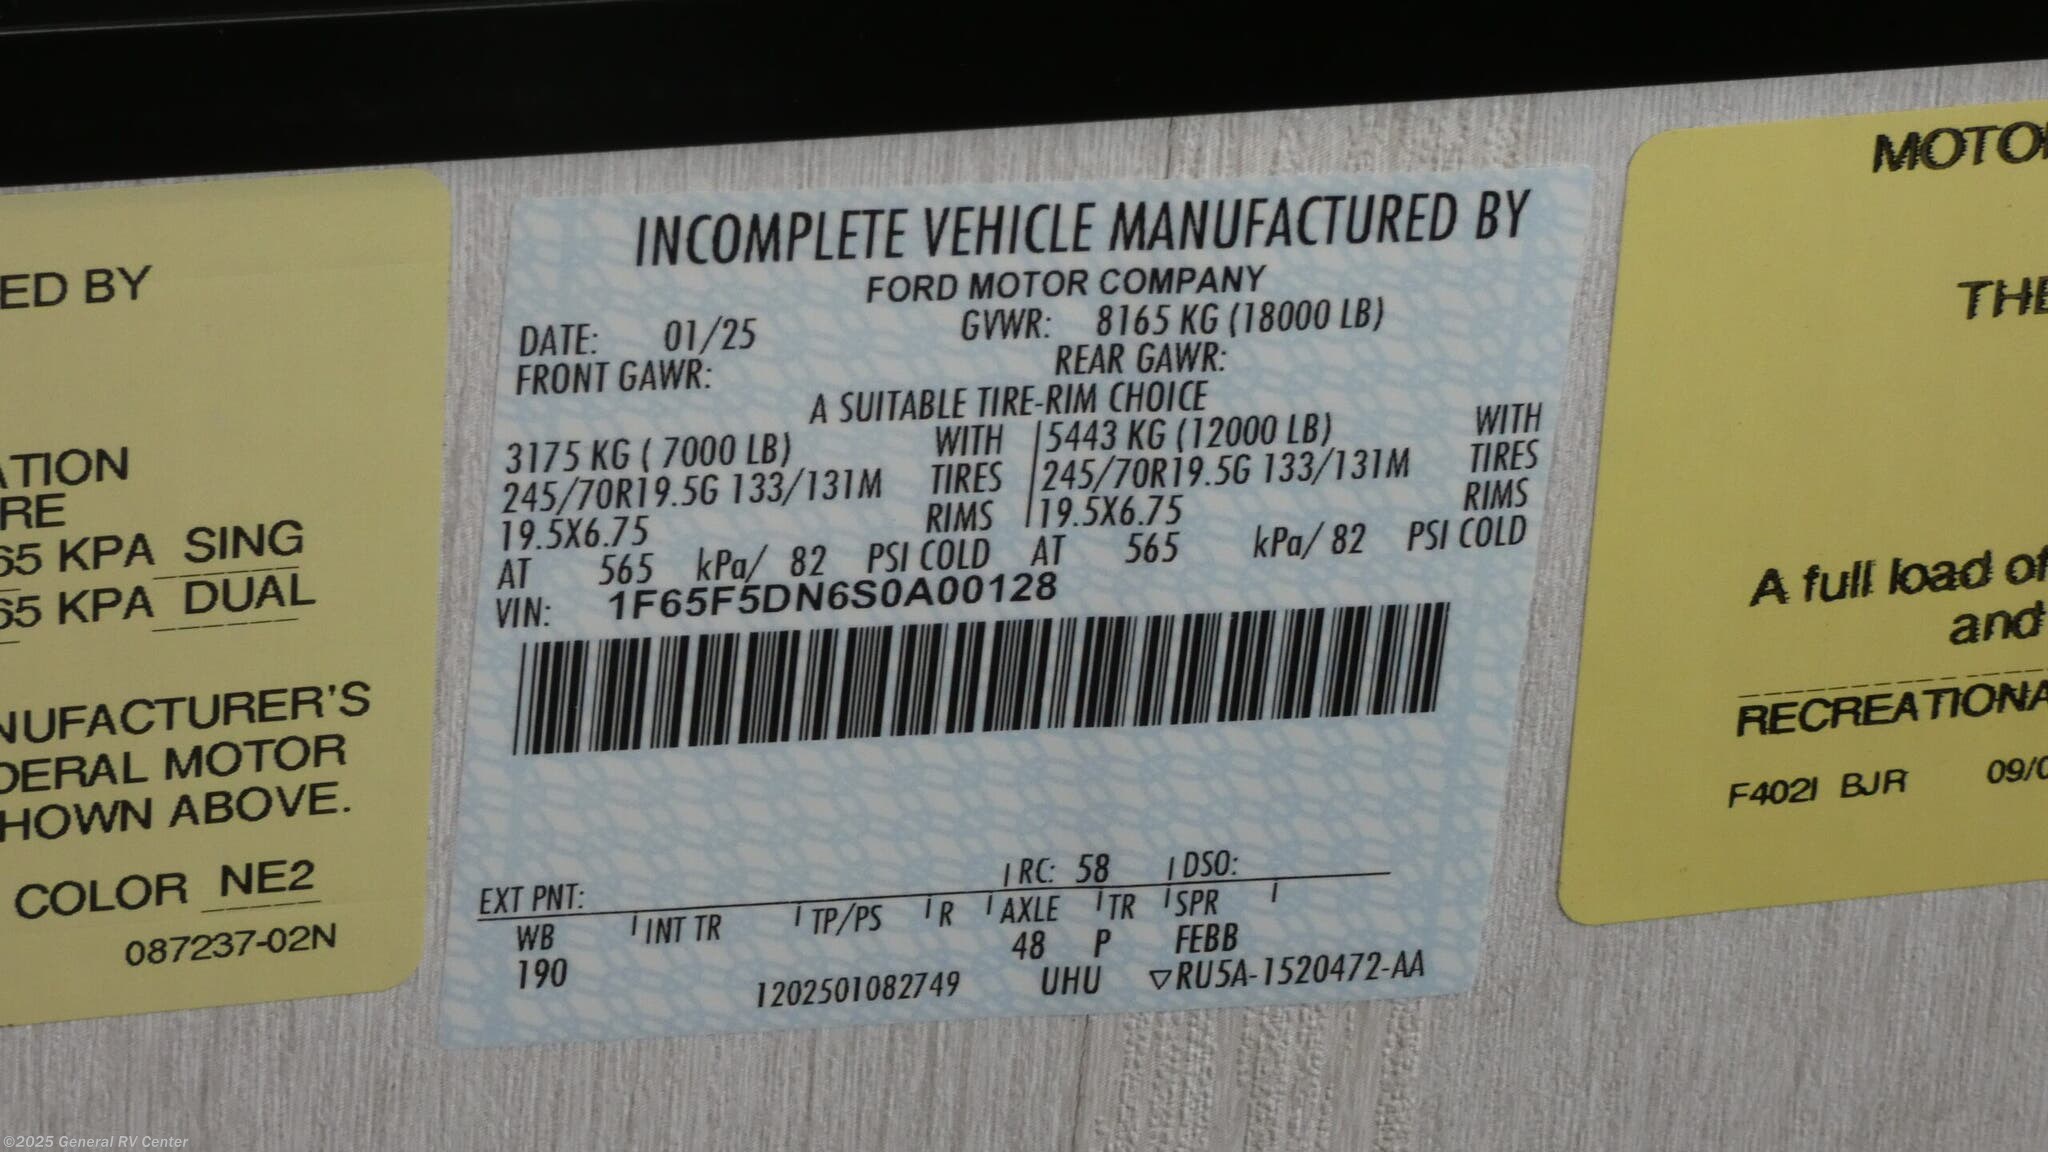 ED BY
ATION
RE
65 KPA SING
65 KPA DUAL
NUFACTURER'S
DERAL MOTOR
HOWN ABOVE.
COLOR NE2
087237-02N
INCOMPLETE VEHICLE MANUFACTURED BY
FORD MOTOR COMPANY
DATE: 01/25 GVWR: 8165 KG (18000 LB)
FRONT GAWR: REAR GAWR:
A SUITABLE TIRE-RIM CHOICE
3175 KG ( 7000 LB) WITH 5443 KG (12000 LB) WITH
245/70R19.5G 133/131M TIRES 245/70R19.5G 133/131M TIRES
19.5X6.75 RIMS 19.5X6.75 RIMS
AT 565 kPa/ 82 PSI COLD AT 565 kPa/ 82 PSI COLD
VIN: 1F65F5DN6S0A00128
EXT PNT: RC: 58 DSO:
WB INT TR TP/PS R AXLE TR SPR
190 48 P FEBB
1202501082749 UHU ▽RU5A-1520472-AA
MOTO
THE
A full load of
and
RECREATIONA
F402I BJR 09/0
©2025 General RV Center